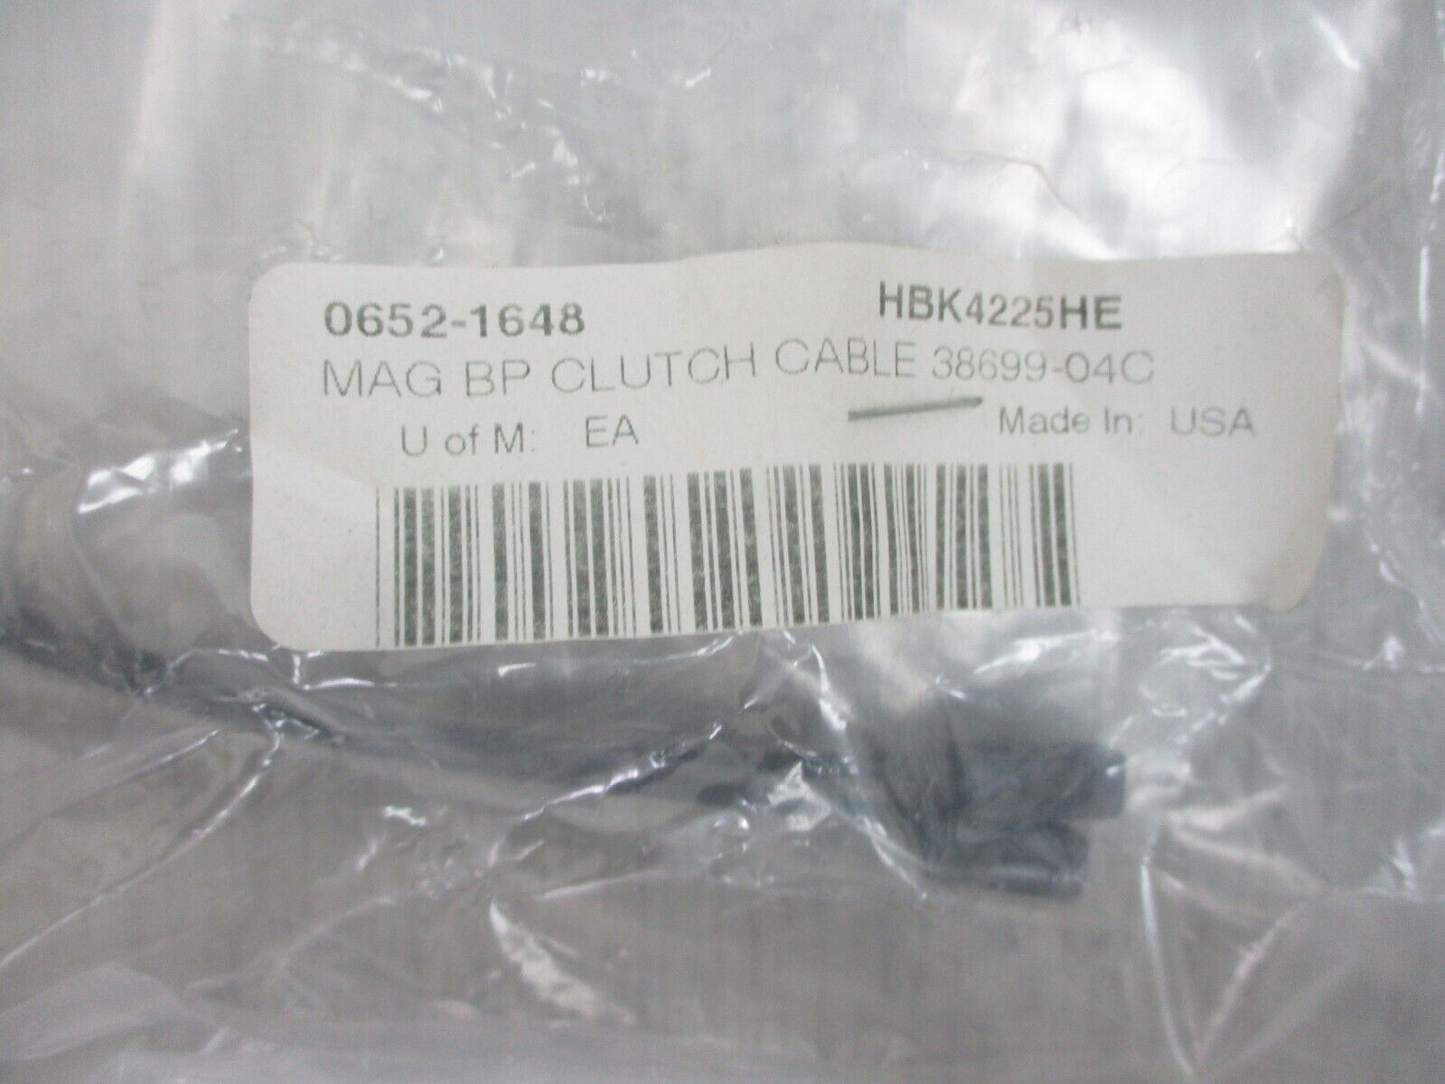 0652-1648 HBK4225HE
MAG BP CLUTCH CABLE 38699-04C
U of M: EA Made In: USA